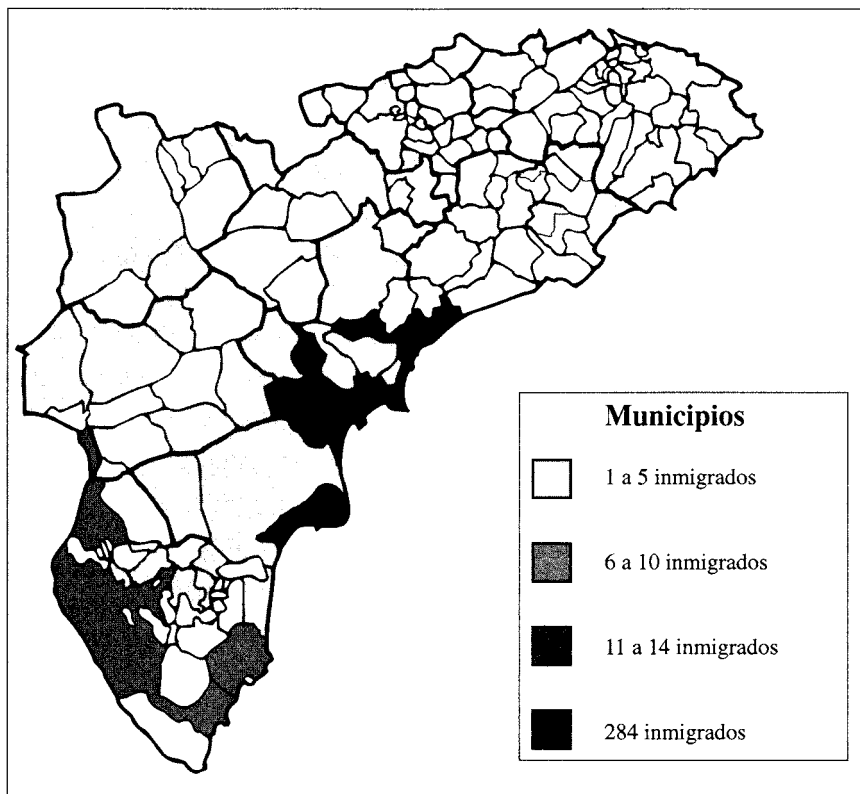 Municipios
1 a 5 inmigrados
6 a 10 inmigrados
11 a 14 inmigrados
284 inmigrados